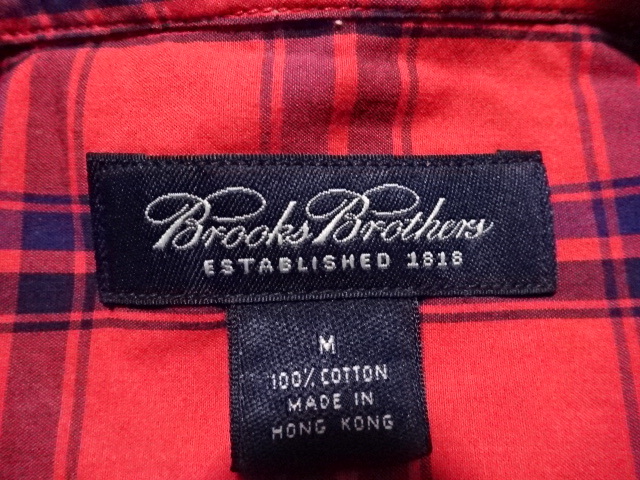 Brooks Brothers
ESTABLISHED 1818
M
100% COTTON
MADE IN
HONG KONG